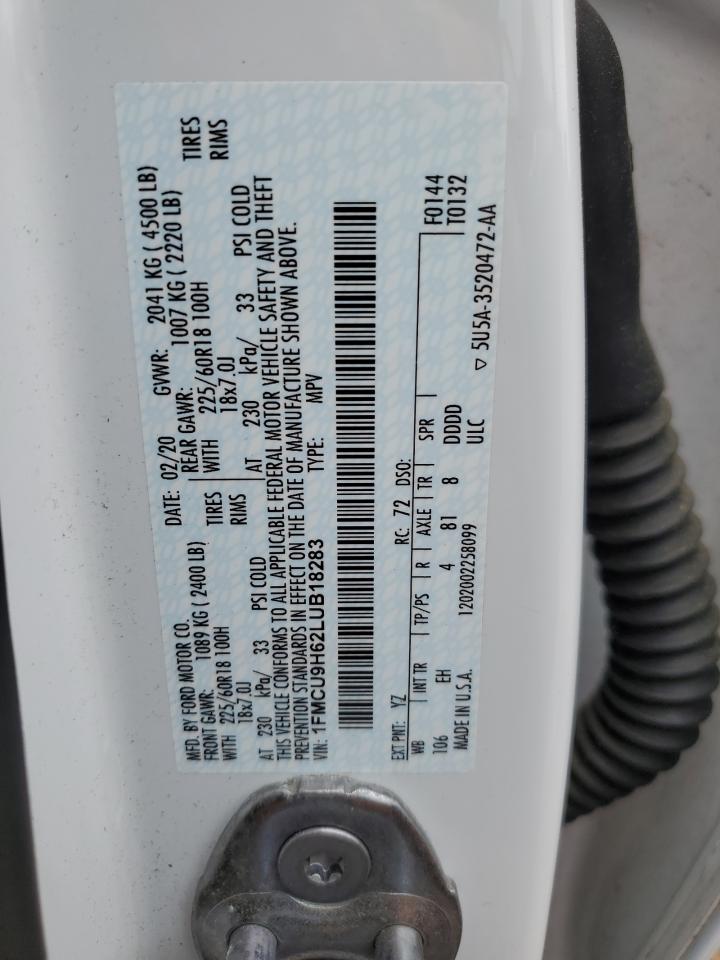 MFD. BY FORD MOTOR CO.
DATE: 02/20 GVWR: 2041 KG ( 4500 LB)
FRONT GAWR: 1089 KG ( 2400 LB)
REAR GAWR: 1007 KG ( 2220 LB)
WITH 225/60R18 100H TIRES
WITH 225/60R18 100H TIRES
18x7.0J RIMS
18x7.0J RIMS
AT 230 kPa/ 33 PSI COLD
AT 230 kPa/ 33 PSI COLD
THIS VEHICLE CONFORMS TO ALL APPLICABLE FEDERAL MOTOR VEHICLE SAFETY AND THEFT
PREVENTION STANDARDS IN EFFECT ON THE DATE OF MANUFACTURE SHOWN ABOVE.
VIN: 1FMCU9H62LUB18283 TYPE: MPV
F0144
T0132
EXT PNT: YZ RC: 72 DSO:
WB INT TR TP/PS R AXLE TR SPR
106 EH 4 81 8 DDDD
ULC
MADE IN U.S.A. 1202002258099
▽ 5U5A-3520472-AA